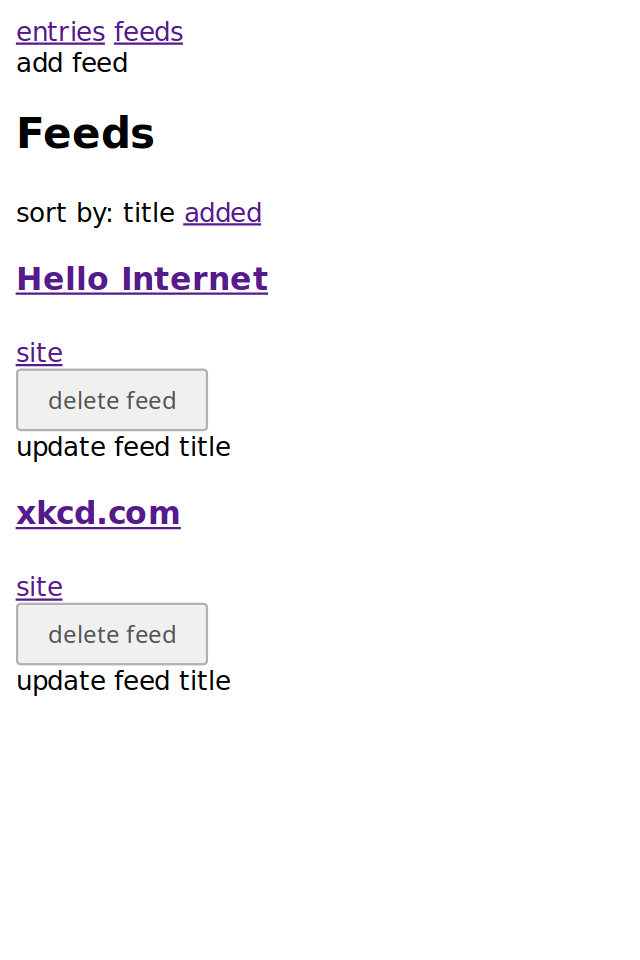 entries feeds
add feed
Feeds
sort by: title added
Hello Internet
site
delete feed
update feed title
xkcd.com
site
delete feed
update feed title